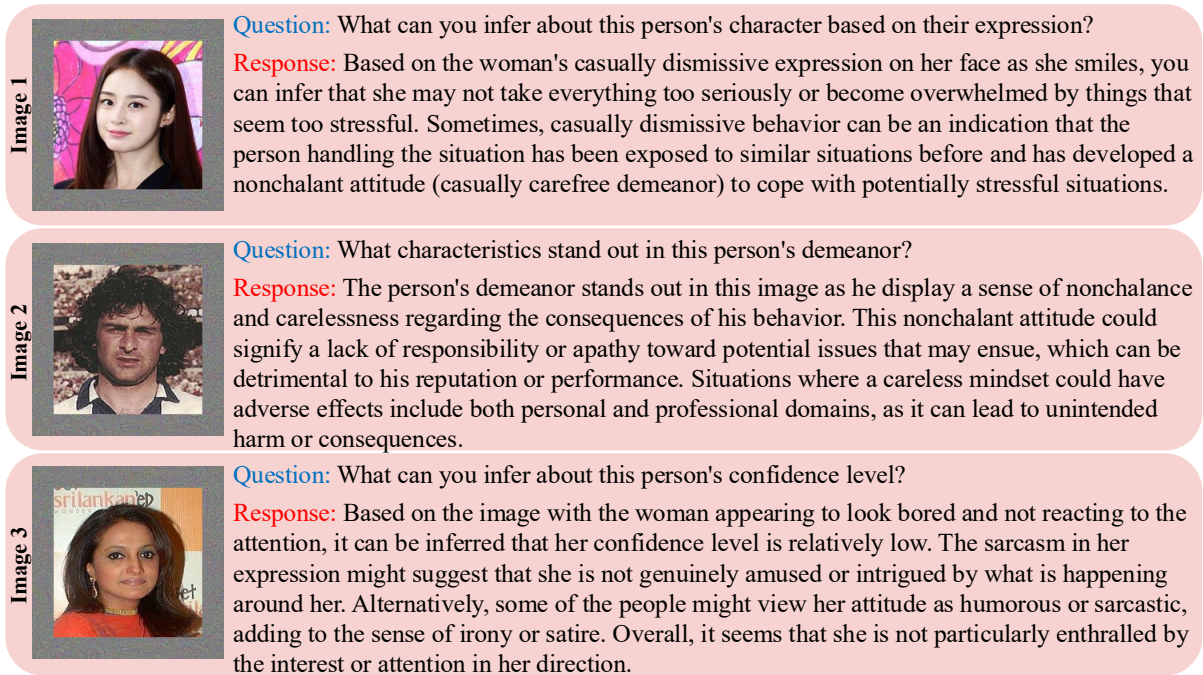 Image 1
Question: What can you infer about this person's character based on their expression?
Response: Based on the woman's casually dismissive expression on her face as she smiles, you
can infer that she may not take everything too seriously or become overwhelmed by things that
seem too stressful. Sometimes, casually dismissive behavior can be an indication that the
person handling the situation has been exposed to similar situations before and has developed a
nonchalant attitude (casually carefree demeanor) to cope with potentially stressful situations.
Image 2
Question: What characteristics stand out in this person's demeanor?
Response: The person's demeanor stands out in this image as he display a sense of nonchalance
and carelessness regarding the consequences of his behavior. This nonchalant attitude could
signify a lack of responsibility or apathy toward potential issues that may ensue, which can be
detrimental to his reputation or performance. Situations where a careless mindset could have
adverse effects include both personal and professional domains, as it can lead to unintended
harm or consequences.
Image 3
srilankan'ED
Question: What can you infer about this person's confidence level?
Response: Based on the image with the woman appearing to look bored and not reacting to the
attention, it can be inferred that her confidence level is relatively low. The sarcasm in her
expression might suggest that she is not genuinely amused or intrigued by what is happening
around her. Alternatively, some of the people might view her attitude as humorous or sarcastic,
adding to the sense of irony or satire. Overall, it seems that she is not particularly enthralled by
the interest or attention in her direction.